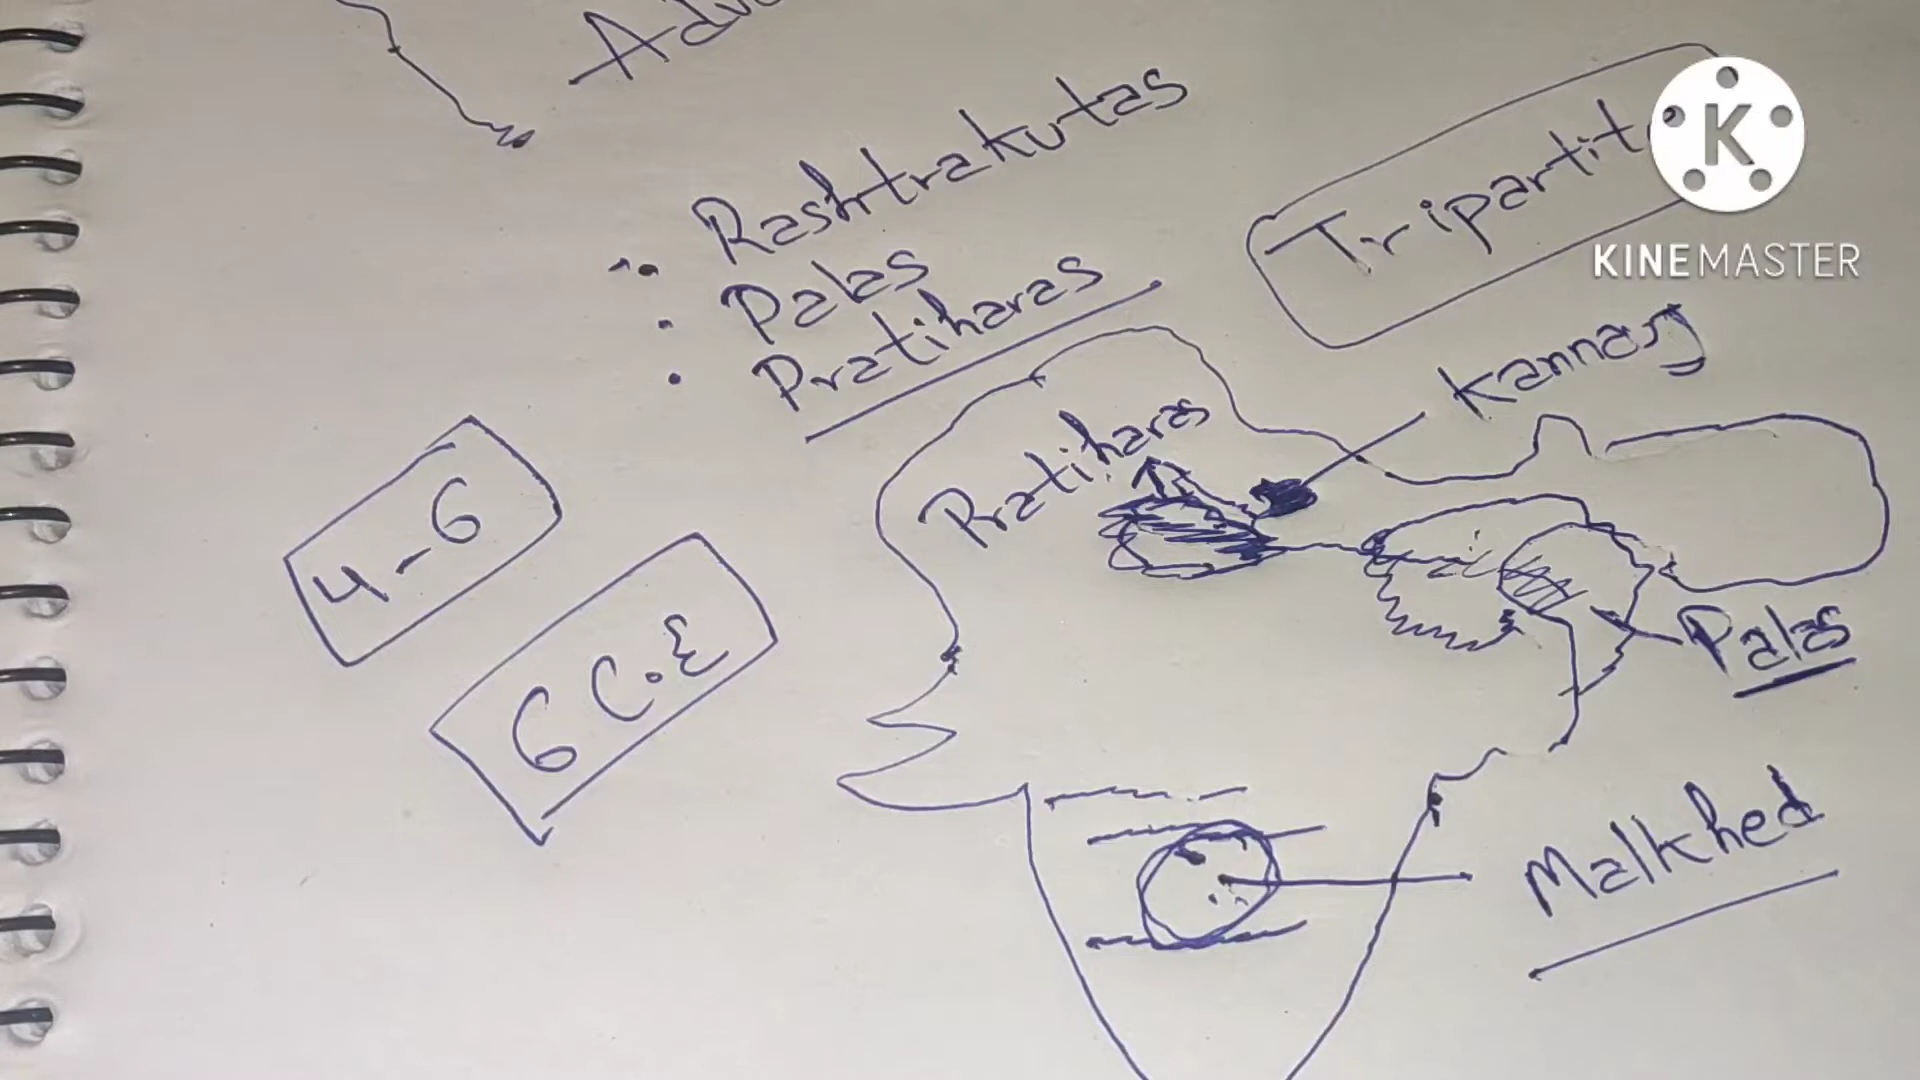 Rashtrakutas
Palas
Pratiharas
Tripartite
K
KINEMASTER
Kannauj
Pratiharas
4-6
6 C.E
Palas
Malkhed